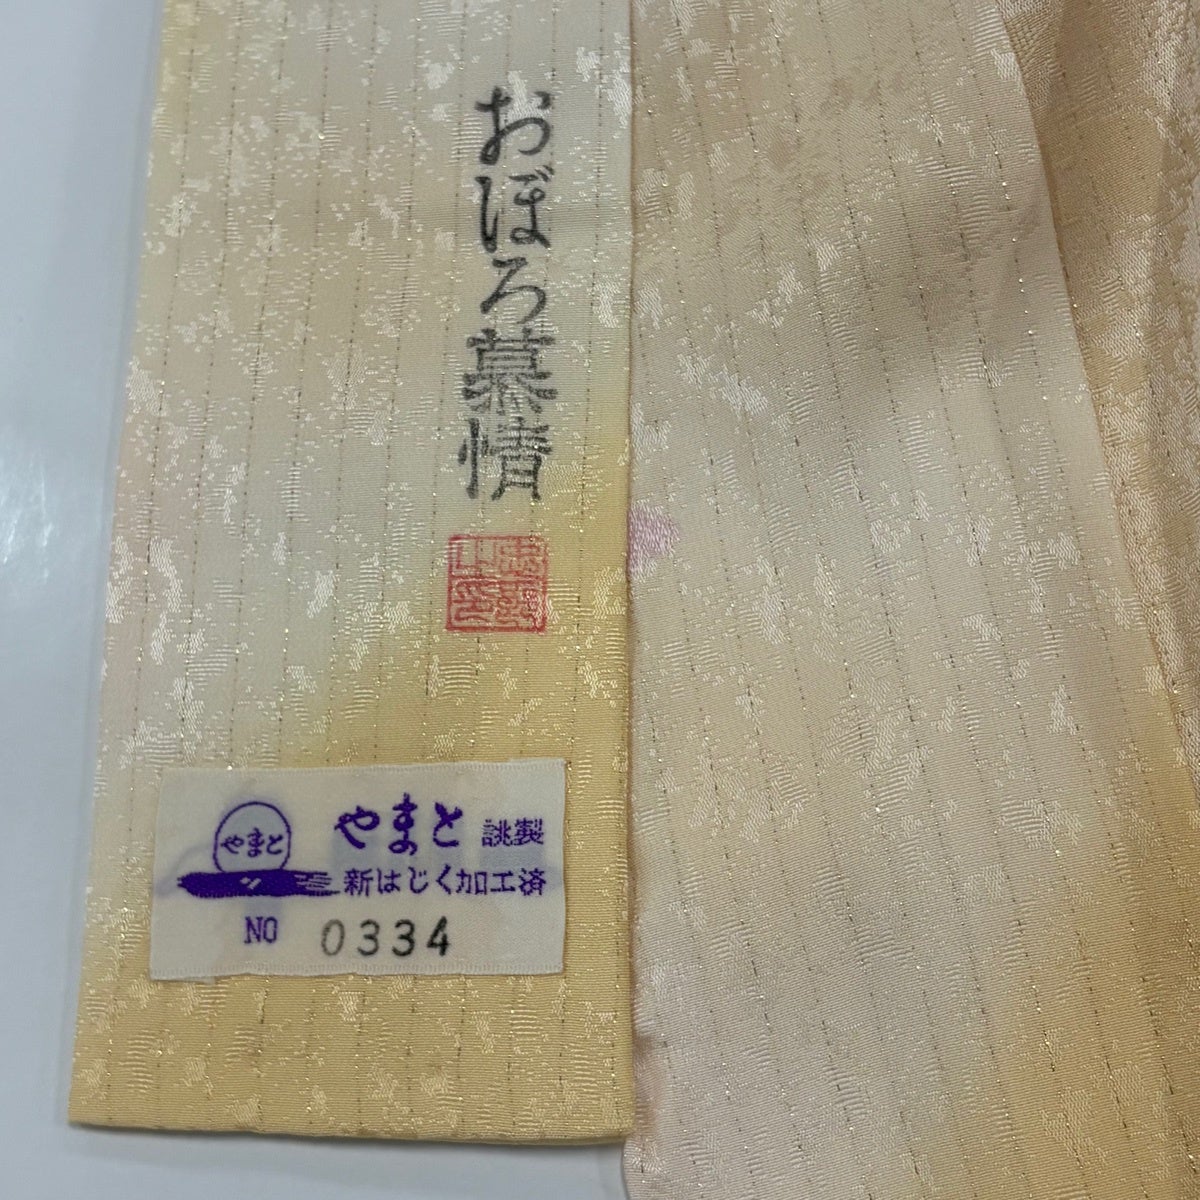 おぼろ慕情
やまと
やまと 誂製
新はじく加工済
NO 0334